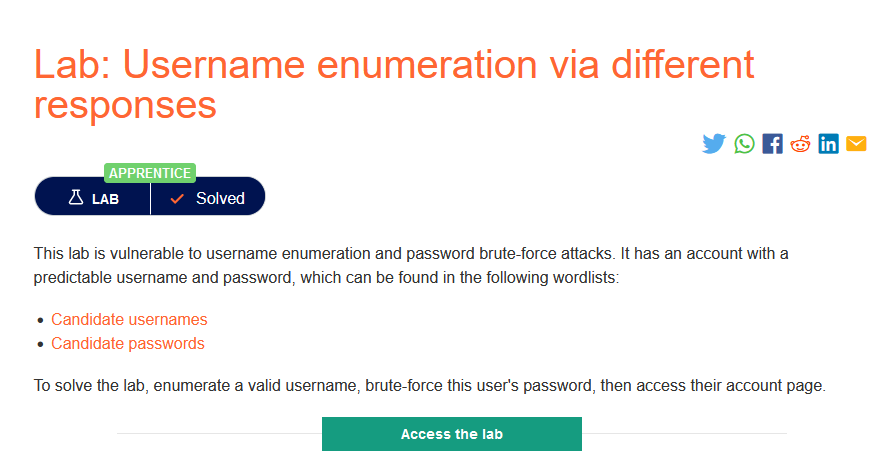 Lab: Username enumeration via different
responses
APPRENTICE
LAB Solved
This lab is vulnerable to username enumeration and password brute-force attacks. It has an account with a
predictable username and password, which can be found in the following wordlists:
Candidate usernames
Candidate passwords
To solve the lab, enumerate a valid username, brute-force this user's password, then access their account page.
Access the lab